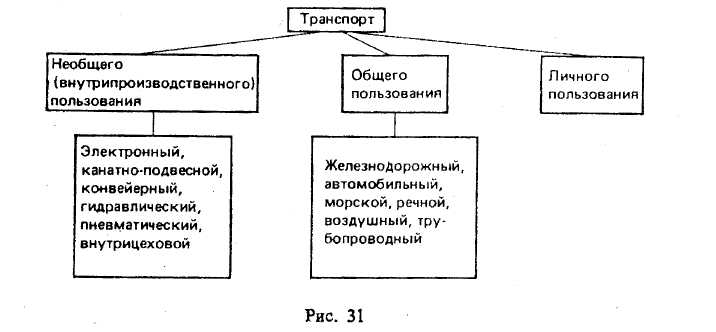 Транспорт
Необщего
(внутрипроизводственного)
пользования
Общего
пользования
Личного
пользования
Электронный,
канатно-подвесной,
конвейерный,
гидравлический,
пневматический,
внутрицеховой
Железнодорожный,
автомобильный,
морской, речной,
воздушный, тру-
бопроводный
Рис. 31